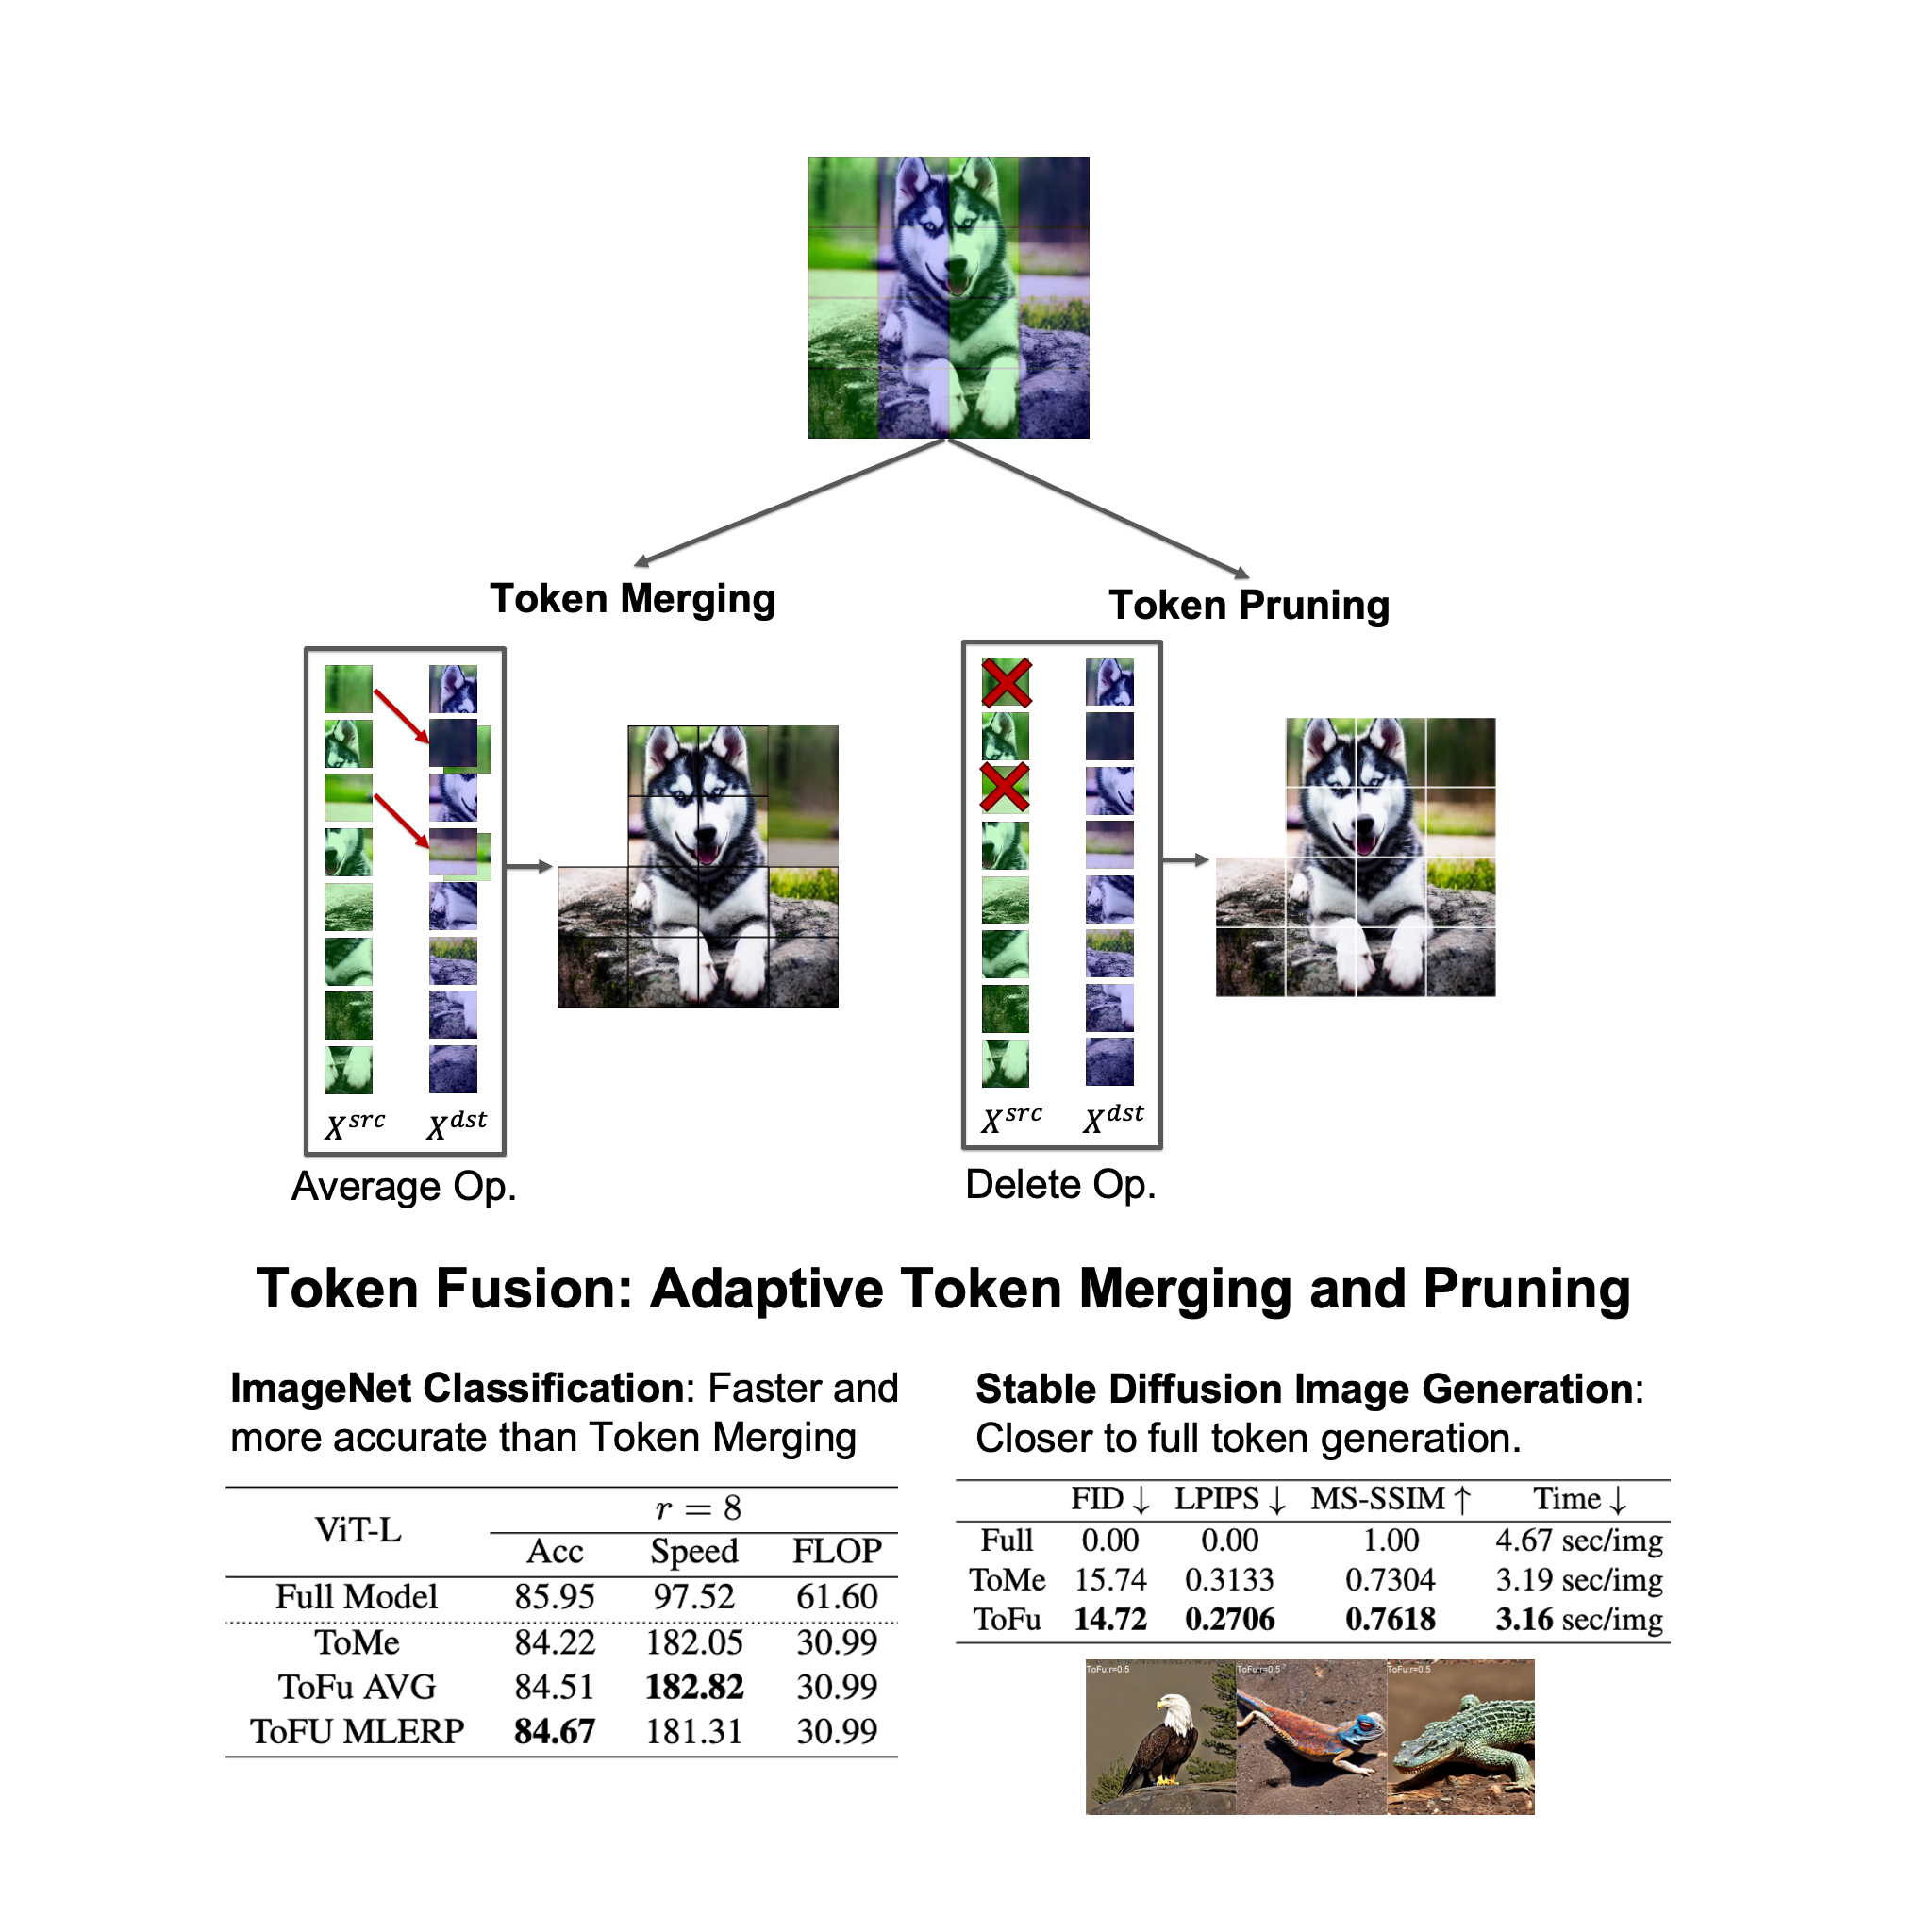 Token Merging
Token Pruning
X^src X^dst
X^src X^dst
Average Op.
Delete Op.
Token Fusion: Adaptive Token Merging and Pruning
ImageNet Classification: Faster and
more accurate than Token Merging
ViT-L r = 8
Acc Speed FLOP
Full Model 85.95 97.52 61.60
ToMe 84.22 182.05 30.99
ToFu AVG 84.51 182.82 30.99
ToFU MLERP 84.67 181.31 30.99
Stable Diffusion Image Generation:
Closer to full token generation.
FID ↓ LPIPS ↓ MS-SSIM ↑ Time ↓
Full 0.00 0.00 1.00 4.67 sec/img
ToMe 15.74 0.3133 0.7304 3.19 sec/img
ToFu 14.72 0.2706 0.7618 3.16 sec/img
ToFu:r=0.5 ToFu:r=0.5 ToFu:r=0.5